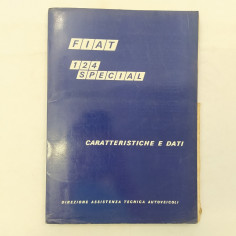 FIAT
124
SPECIAL
CARATTERISTICHE E DATI
DIREZIONE ASSISTENZA TECNICA AUTOVEICOLI